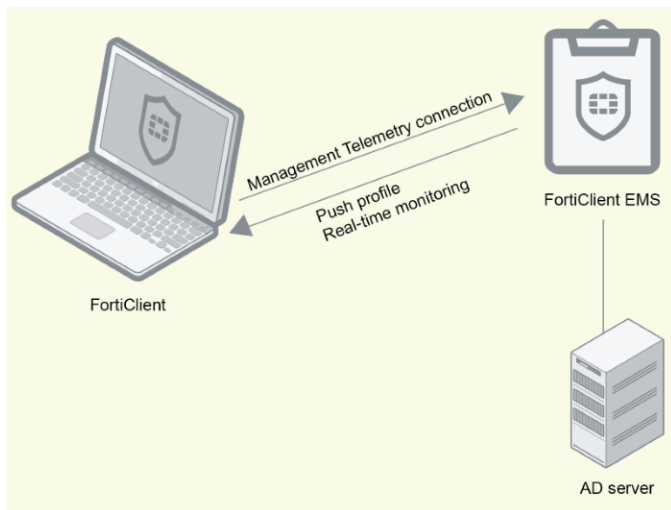 Management Telemetry connection
Push profile
Real-time monitoring
FortiClient EMS
FortiClient
AD server